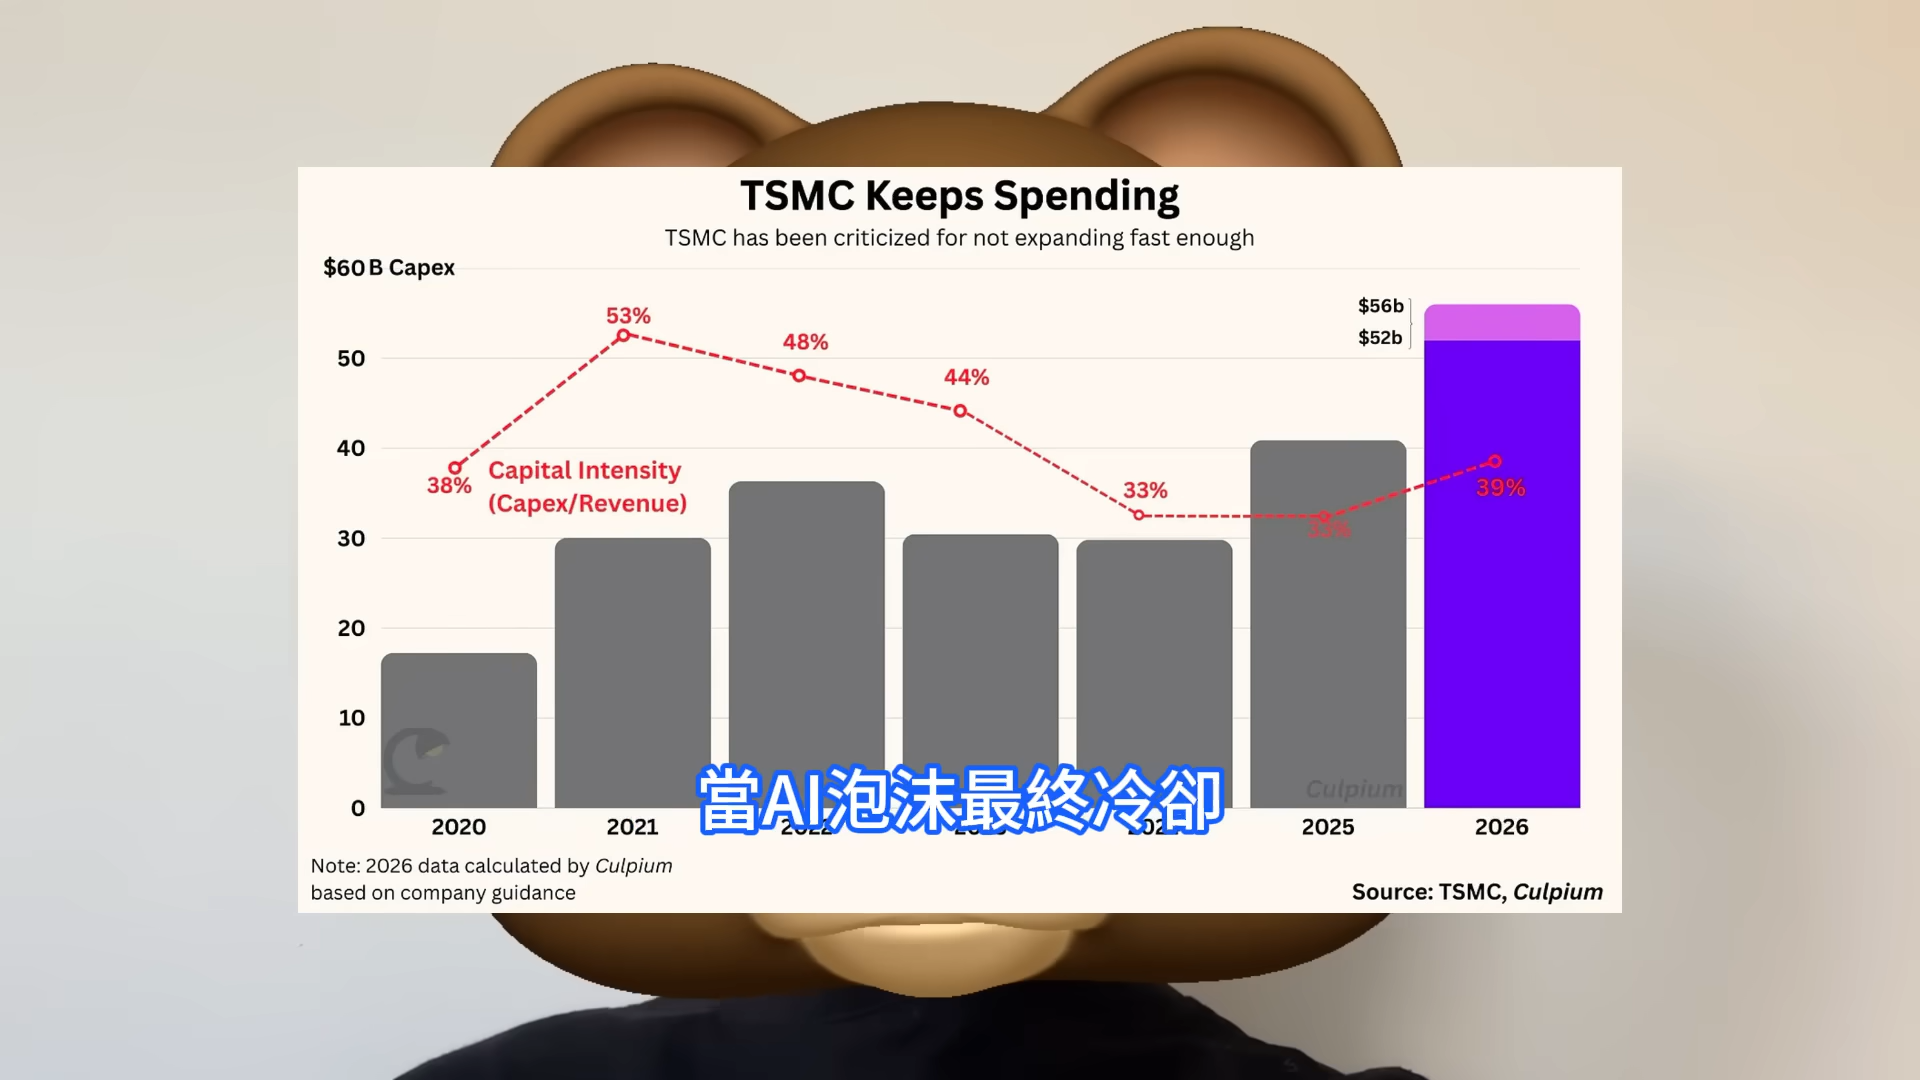 TSMC Keeps Spending
TSMC has been criticized for not expanding fast enough
$60B Capex
$56b
53%
$52b
48%
50
44%
40
Capital Intensity
38%
(Capex/Revenue)
33%
39%
33%
30
20
10
Culpium
當AI泡沫最終冷卻
0
2020
2021
2022
2025
2026
Note: 2026 data calculated by Culpium
based on company guidance
Source: TSMC, Culpium